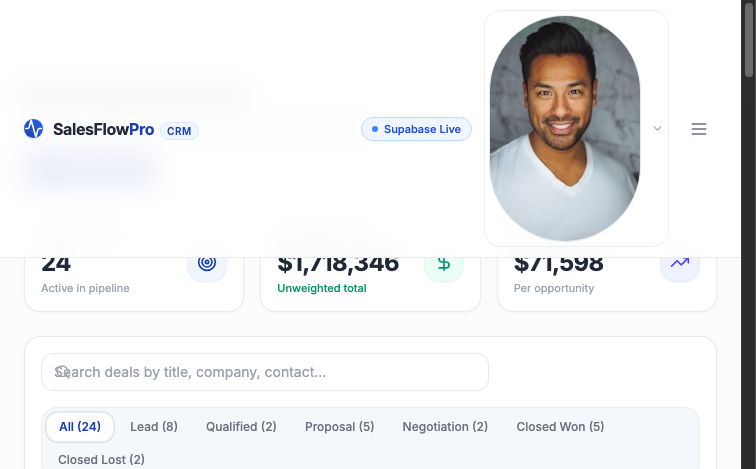 SalesFlowPro CRM
Supabase Live
24
$1,718,346
$71,598
Active in pipeline
Unweighted total
Per opportunity
Search deals by title, company, contact...
All (24)
Lead (8)
Qualified (2)
Proposal (5)
Negotiation (2)
Closed Won (5)
Closed Lost (2)